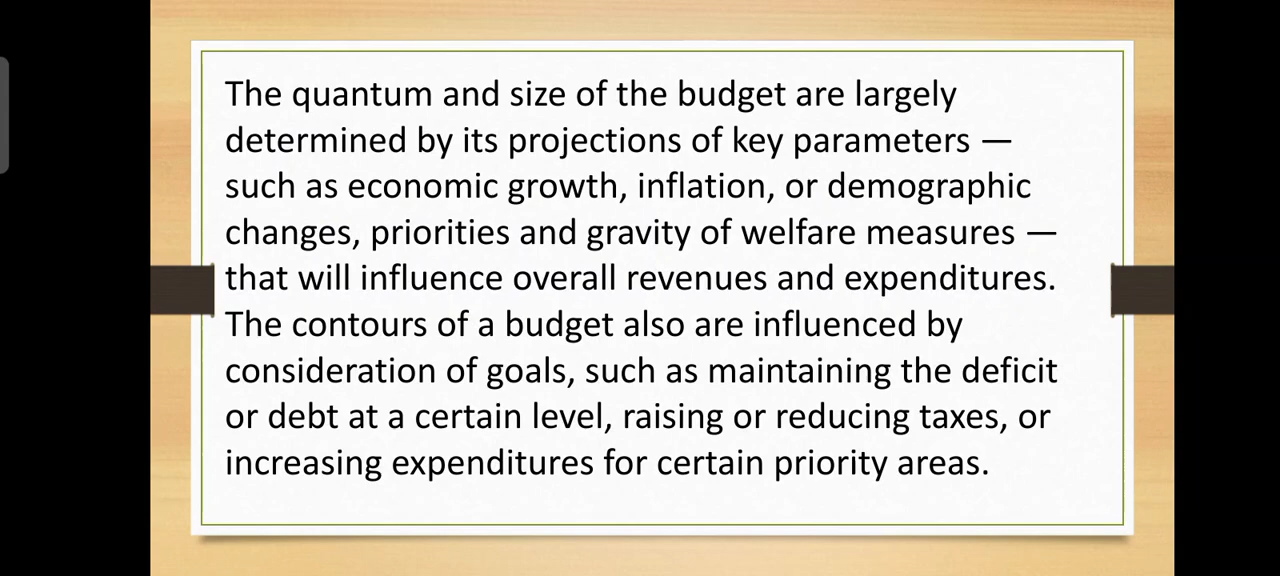 The quantum and size of the budget are largely
determined by its projections of key parameters —
such as economic growth, inflation, or demographic
changes, priorities and gravity of welfare measures —
that will influence overall revenues and expenditures.
The contours of a budget also are influenced by
consideration of goals, such as maintaining the deficit
or debt at a certain level, raising or reducing taxes, or
increasing expenditures for certain priority areas.